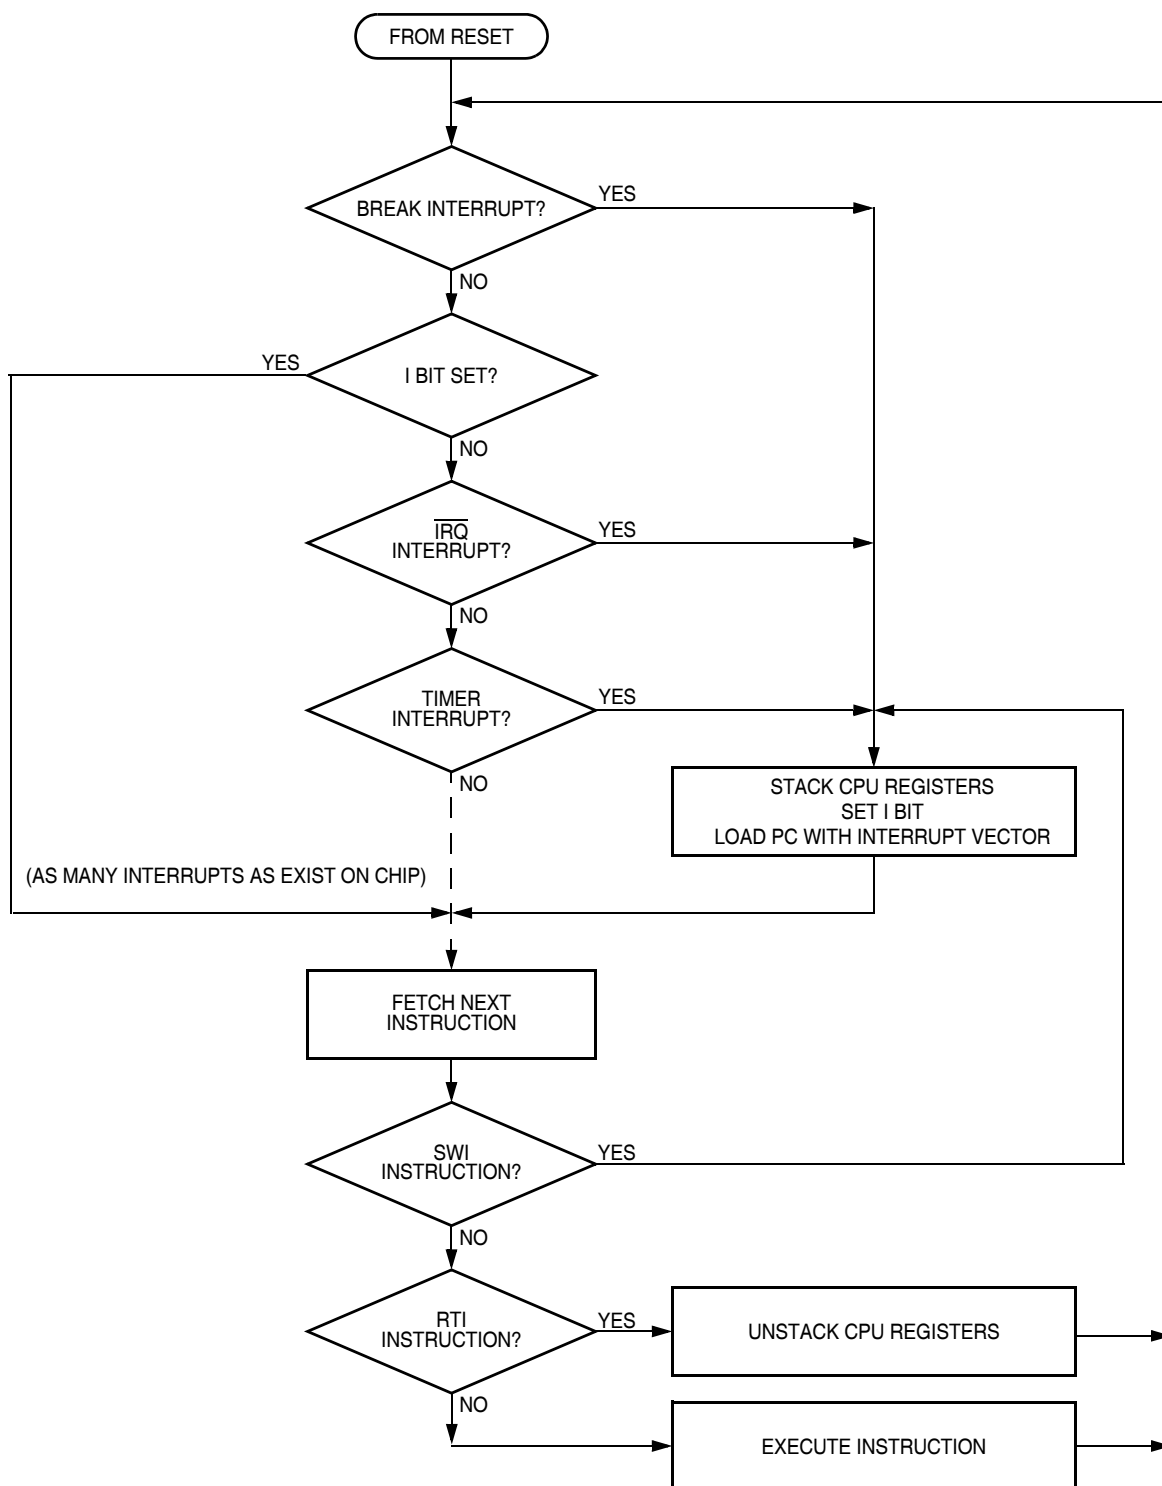 FROM RESET
BREAK INTERRUPT?
YES
NO
I BIT SET?
YES
NO
IRQ
INTERRUPT?
YES
NO
TIMER
INTERRUPT?
YES
NO
STACK CPU REGISTERS
SET I BIT
LOAD PC WITH INTERRUPT VECTOR
(AS MANY INTERRUPTS AS EXIST ON CHIP)
FETCH NEXT
INSTRUCTION
SWI
INSTRUCTION?
YES
NO
RTI
INSTRUCTION?
YES
UNSTACK CPU REGISTERS
NO
EXECUTE INSTRUCTION